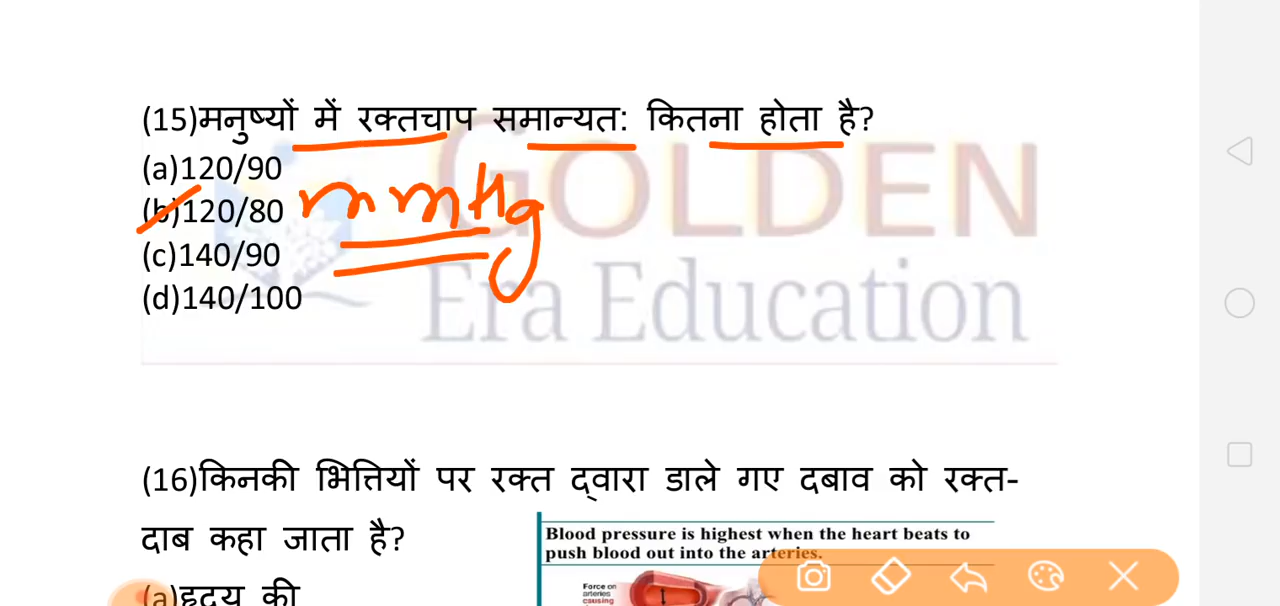 (15)मनुष्यों में रक्तचाप समान्यत: कितना होता है?
(a)120/90
(b)120/80 mmHg
(c)140/90
(d)140/100
GOLDEN
Era Education
(16)किनकी भित्तियों पर रक्त द्वारा डाले गए दबाव को रक्त-
दाब कहा जाता है?
Blood pressure is highest when the heart beats to
push blood out into the arteries.
(a)हृदय की
Force on
arteries
causing